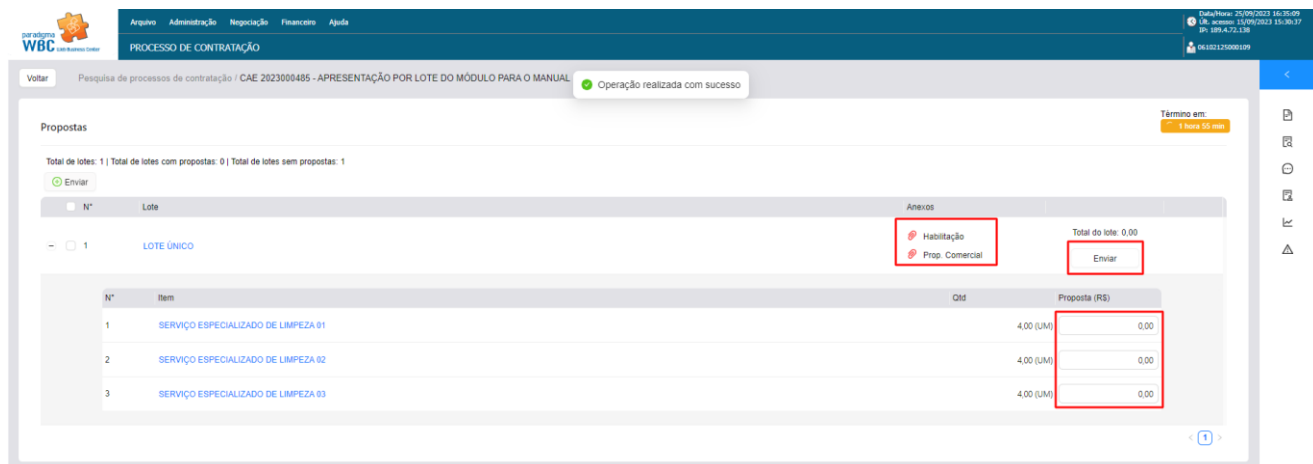 paradigma
WBC
Arquivo Administração Negociação Financeiro Ajuda
Data/Hora: 25/09/2023 16:35:09
Últ. acesso: 15/09/2023 15:30:37
IP: 189.4.72.138
PROCESSO DE CONTRATAÇÃO
06102125000109
Voltar Pesquisa de processos de contratação / CAE 2023000485 - APRESENTAÇÃO POR LOTE DO MÓDULO PARA O MANUAL
Operação realizada com sucesso
Propostas
Término em:
1 hora 55 min
Total de lotes: 1 | Total de lotes com propostas: 0 | Total de lotes sem propostas: 1
Enviar
N° Lote Anexos
1 LOTE ÚNICO
Habilitação
Prop. Comercial
Total do lote: 0,00
Enviar
N° Item Qtd Proposta (R$)
1 SERVIÇO ESPECIALIZADO DE LIMPEZA 01 4,00 (UM) 0,00
2 SERVIÇO ESPECIALIZADO DE LIMPEZA 02 4,00 (UM) 0,00
3 SERVIÇO ESPECIALIZADO DE LIMPEZA 03 4,00 (UM) 0,00
< 1 >